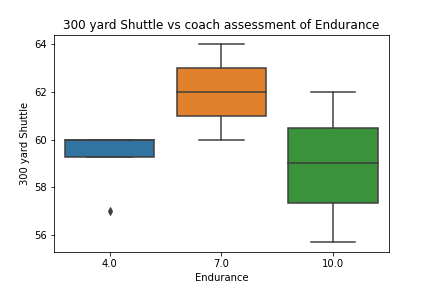 300 yard Shuttle vs coach assessment of Endurance
64
62
60
58
56
300 yard Shuttle
4.0
7.0
10.0
Endurance